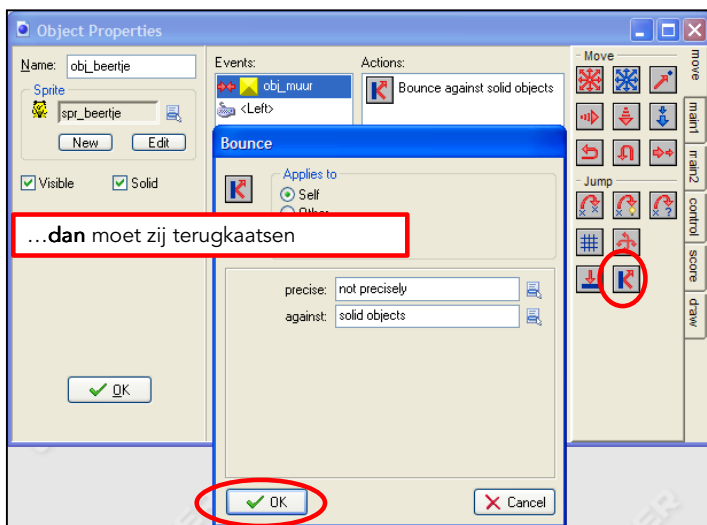 Object Properties
Name: obj_beertje
Sprite
spr_beertje
New Edit
Visible Solid
OK
Events:
obj_muur
<Left>
Actions:
Bounce against solid objects
Bounce
Applies to
Self
Other
…dan moet zij terugkaatsen
precise: not precisely
against: solid objects
OK Cancel
Move
Jump
move
main1
main2
control
score
draw